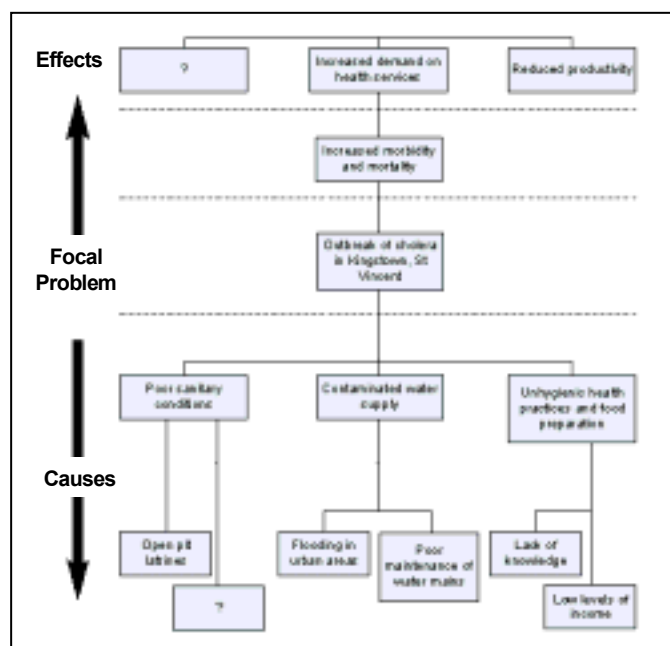 Effects
?
Increased demand on
health services
Reduced productivity
Increased morbidity
and mortality
Focal
Problem
Outbreak of cholera
in Kingstown, St
Vincent
Poor sanitary
conditions
Contaminated water
supply
Unhygienic health
practices and food
preparation
Causes
Open pit
latrines
?
Flooding in
urban areas
Poor
maintenance of
water mains
Lack of
knowledge
Low levels of
income